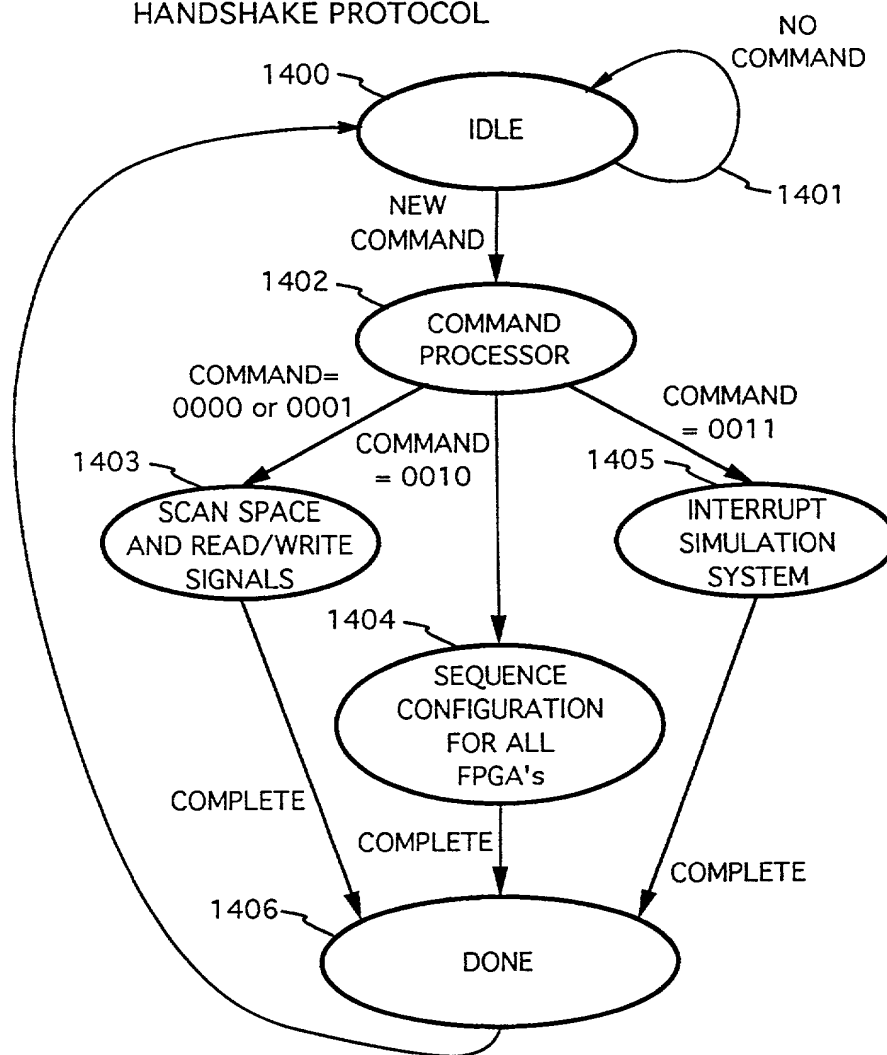 HANDSHAKE PROTOCOL
NO
COMMAND
1400
IDLE
1401
NEW
COMMAND
1402
COMMAND
PROCESSOR
COMMAND=
0000 or 0001
COMMAND
= 0010
COMMAND
= 0011
1403
SCAN SPACE
AND READ/WRITE
SIGNALS
1405
INTERRUPT
SIMULATION
SYSTEM
1404
SEQUENCE
CONFIGURATION
FOR ALL
FPGA's
COMPLETE
COMPLETE
COMPLETE
1406
DONE